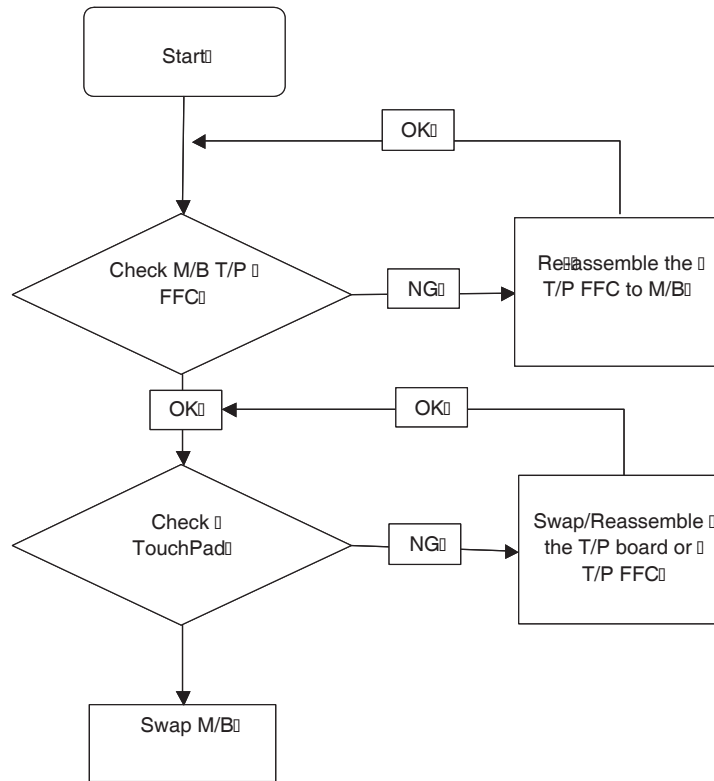 Start
OK
Check M/B T/P
FFC
NG
Re-assemble the
T/P FFC to M/B
OK
OK
Check
TouchPad
NG
Swap/Reassemble
the T/P board or
T/P FFC
Swap M/B